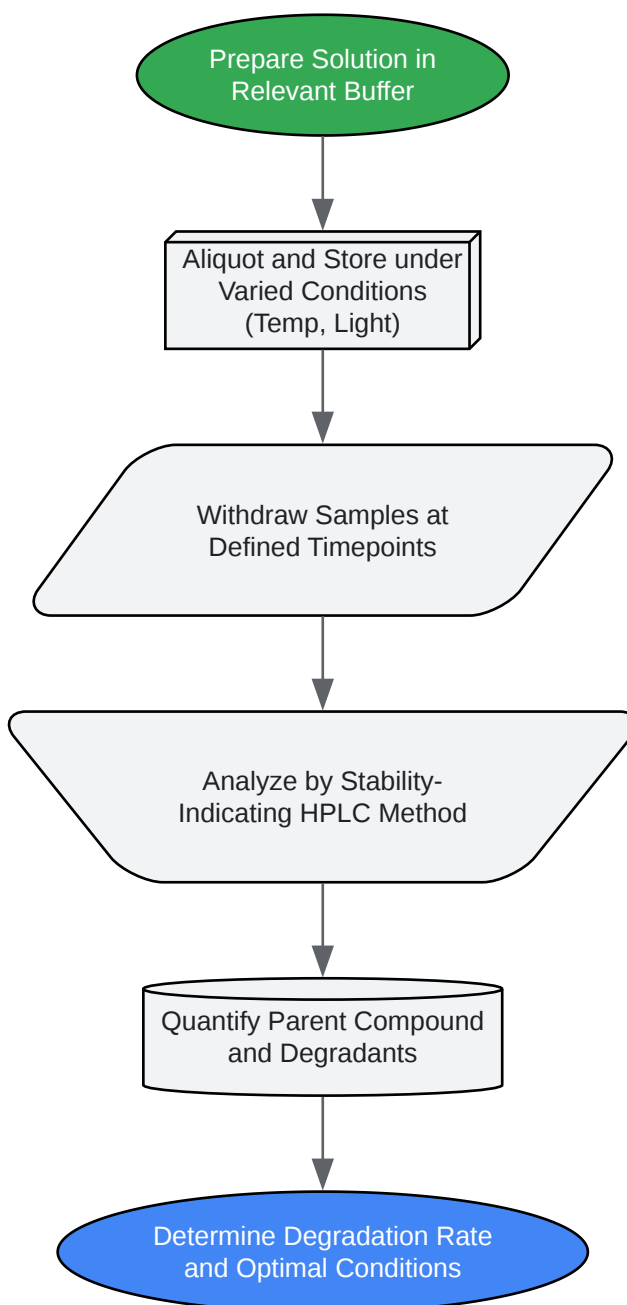 Prepare Solution in
Relevant Buffer
Aliquot and Store under
Varied Conditions
(Temp, Light)
Withdraw Samples at
Defined Timepoints
Analyze by Stability-
Indicating HPLC Method
Quantify Parent Compound
and Degradants
Determine Degradation Rate
and Optimal Conditions